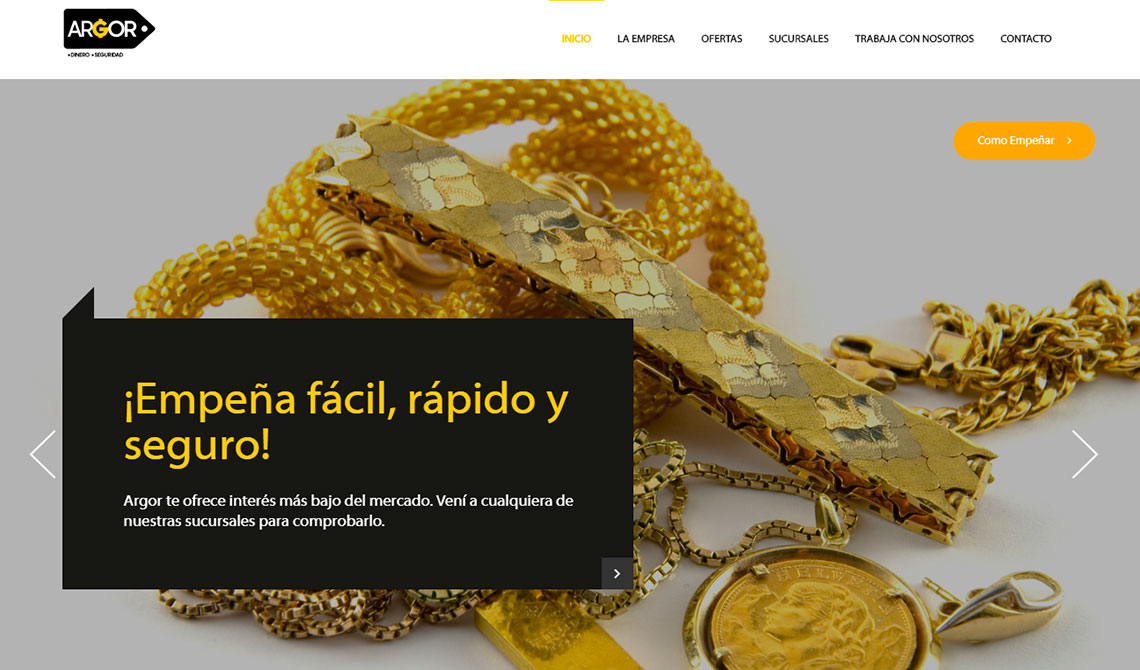 ARGOR
•DINERO •SEGURIDAD
INICIO
LA EMPRESA
OFERTAS
SUCURSALES
TRABAJA CON NOSOTROS
CONTACTO
Como Empeñar
¡Empeña fácil, rápido y
seguro!
Argor te ofrece interés más bajo del mercado. Vení a cualquiera de
nuestras sucursales para comprobarlo.